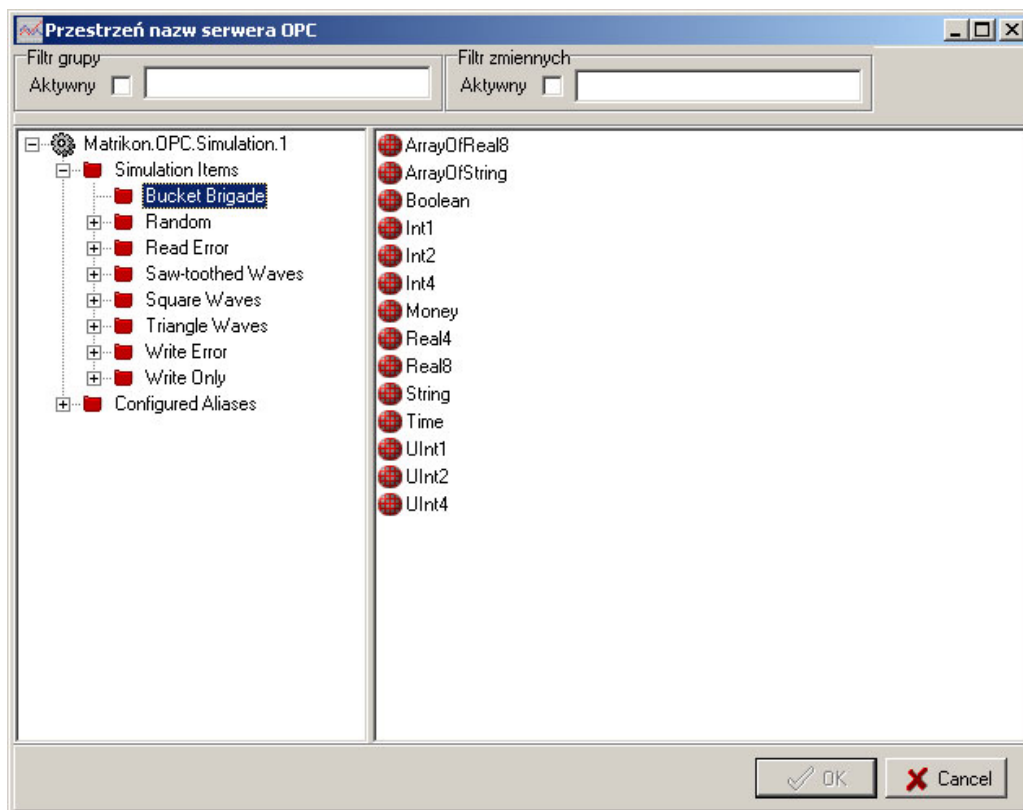 Przestrzeń nazw serwera OPC
Filtr grupy
Aktywny
Filtr zmiennych
Aktywny
Matrikon.OPC.Simulation.1
Simulation Items
Bucket Brigade
Random
Read Error
Saw-toothed Waves
Square Waves
Triangle Waves
Write Error
Write Only
Configured Aliases
ArrayOfReal8
ArrayOfString
Boolean
Int1
Int2
Int4
Money
Real4
Real8
String
Time
UInt1
UInt2
UInt4
OK
Cancel